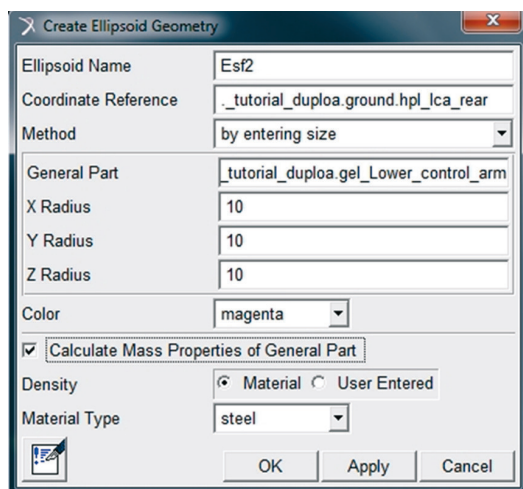 Create Ellipsoid Geometry
Ellipsoid Name Esf2
Coordinate Reference ._tutorial_duploa.ground.hpl_lca_rear
Method by entering size
General Part _tutorial_duploa.gel_Lower_control_arm
X Radius 10
Y Radius 10
Z Radius 10
Color magenta
Calculate Mass Properties of General Part
Density Material User Entered
Material Type steel
OK Apply Cancel